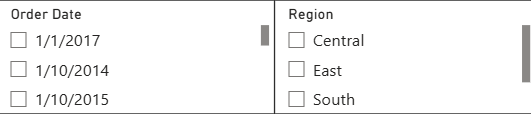 Order Date
1/1/2017
1/10/2014
1/10/2015
Region
Central
East
South